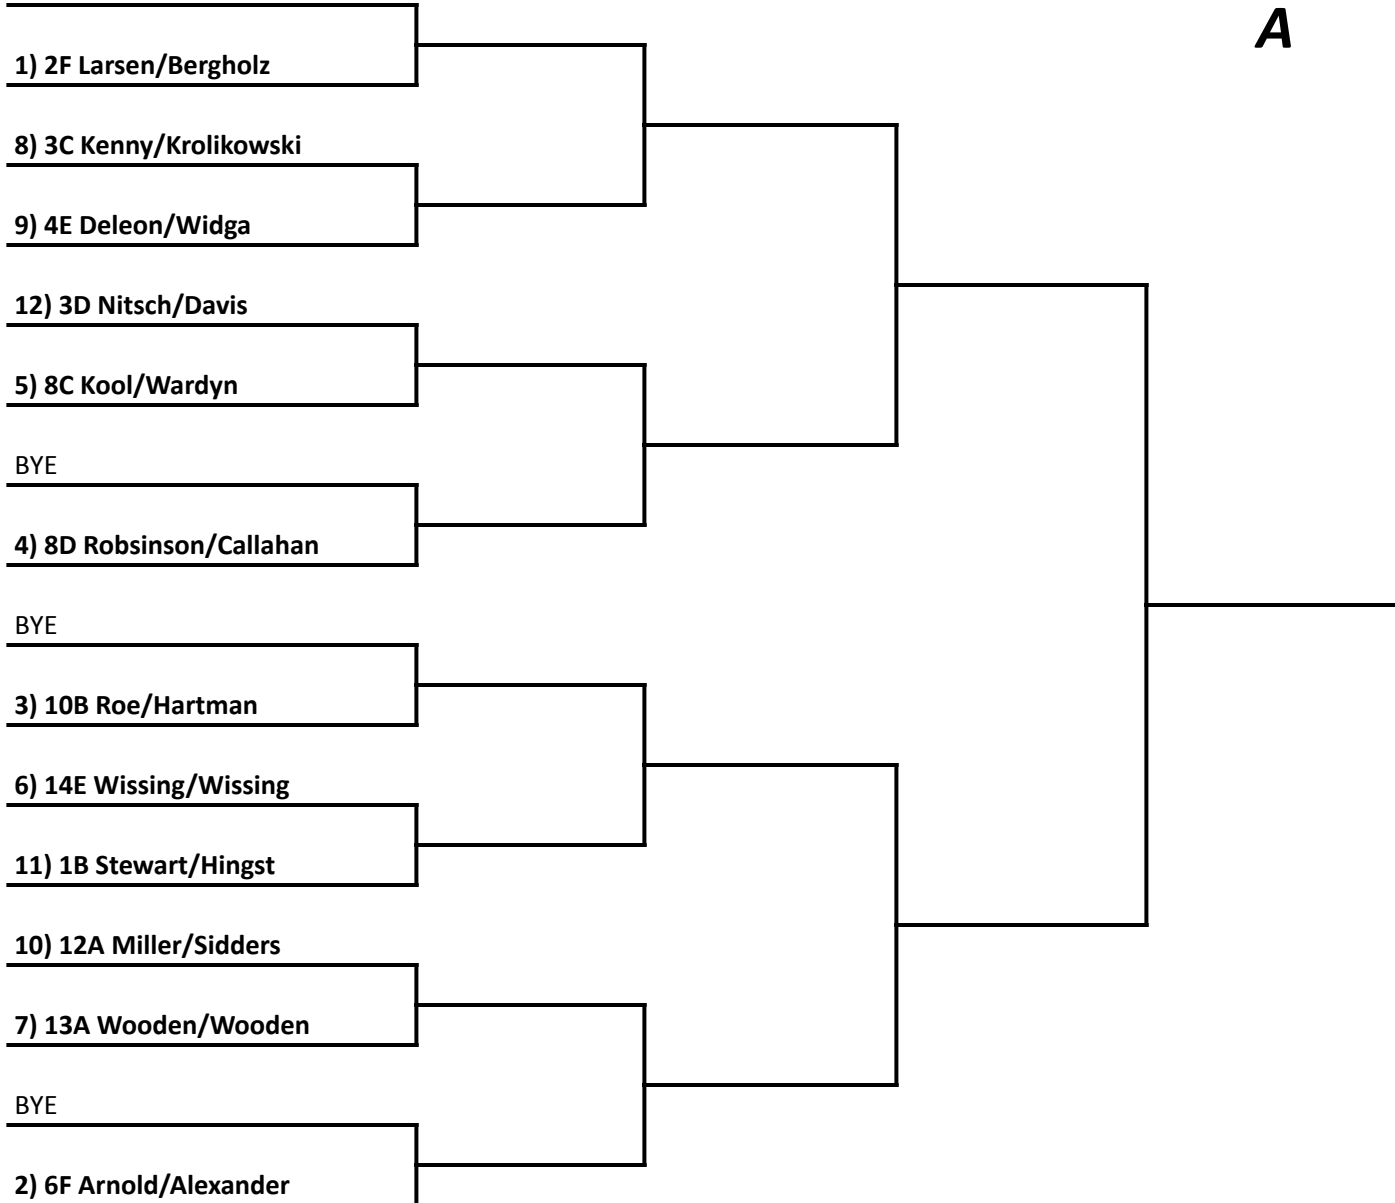 A
1) 2F Larsen/Bergholz
8) 3C Kenny/Krolikowski
9) 4E Deleon/Widga
12) 3D Nitsch/Davis
5) 8C Kool/Wardyn
BYE
4) 8D Robsinson/Callahan
BYE
3) 10B Roe/Hartman
6) 14E Wissing/Wissing
11) 1B Stewart/Hingst
10) 12A Miller/Sidders
7) 13A Wooden/Wooden
BYE
2) 6F Arnold/Alexander